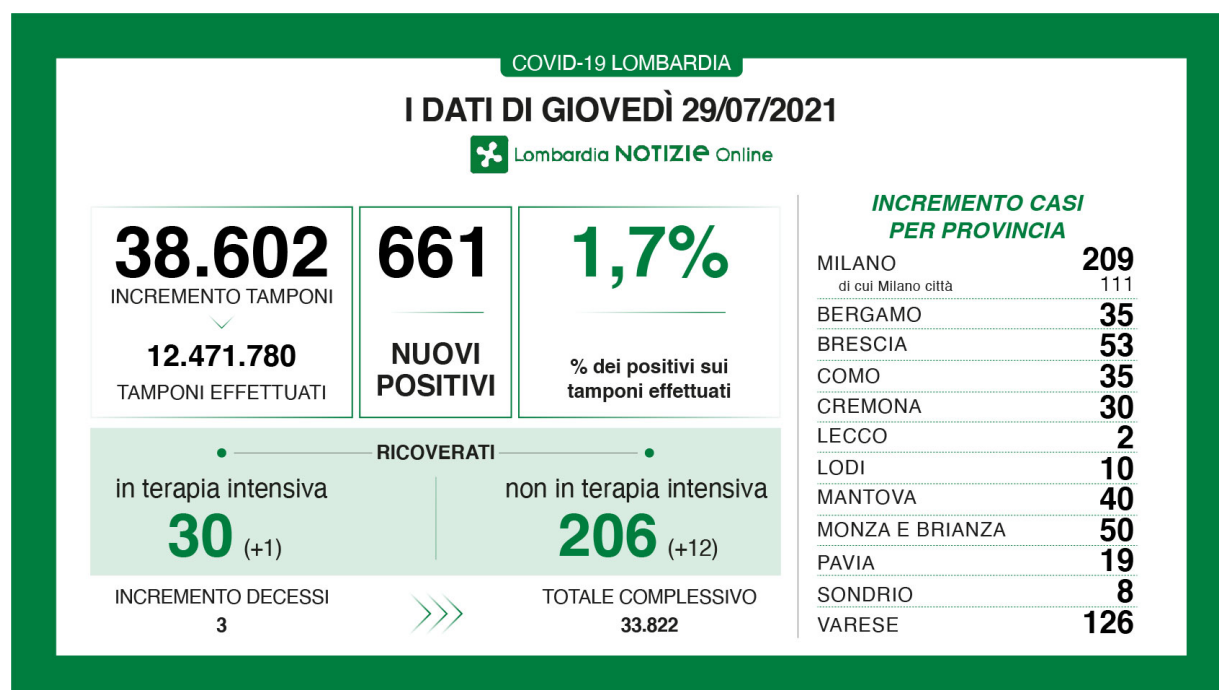 COVID-19 LOMBARDIA
I DATI DI GIOVEDÌ 29/07/2021
Lombardia NOTIZIE Online
38.602
INCREMENTO TAMPONI
12.471.780
TAMPONI EFFETTUATI
661
NUOVI
POSITIVI
1,7%
% dei positivi sui
tamponi effettuati
RICOVERATI
in terapia intensiva
30 (+1)
non in terapia intensiva
206 (+12)
INCREMENTO DECESSI
3
TOTALE COMPLESSIVO
33.822
INCREMENTO CASI
PER PROVINCIA
MILANO 209
di cui Milano città 111
BERGAMO 35
BRESCIA 53
COMO 35
CREMONA 30
LECCO 2
LODI 10
MANTOVA 40
MONZA E BRIANZA 50
PAVIA 19
SONDRIO 8
VARESE 126